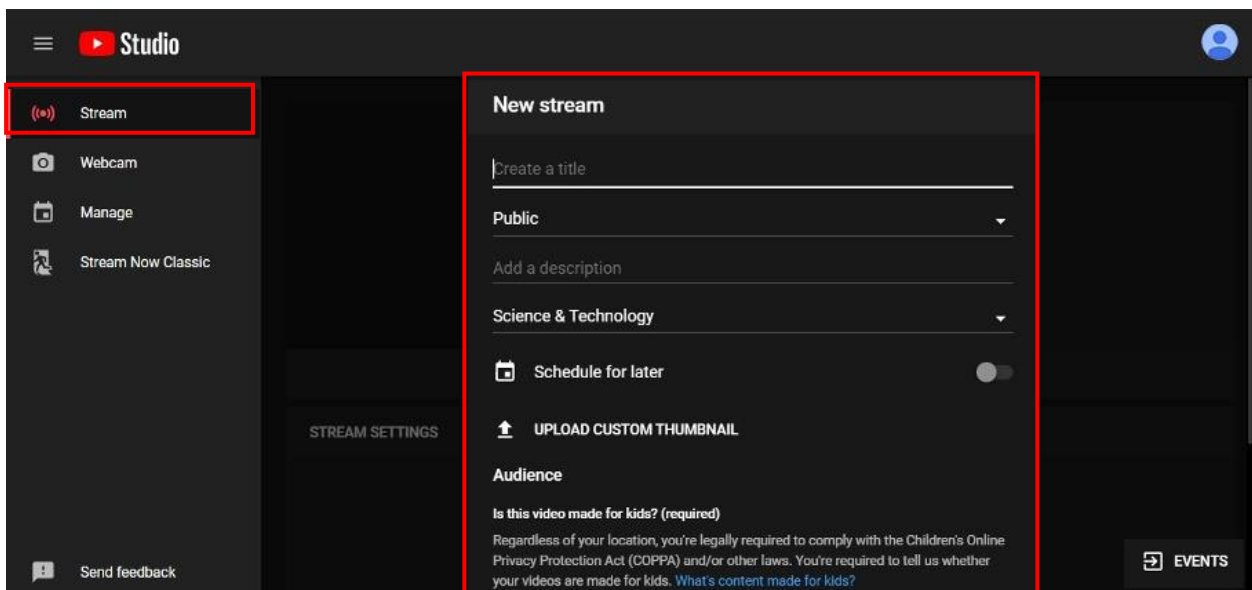 Studio
Stream
Webcam
Manage
Stream Now Classic
Send feedback
New stream
Create a title
Public
Add a description
Science & Technology
Schedule for later
UPLOAD CUSTOM THUMBNAIL
Audience
Is this video made for kids? (required)
Regardless of your location, you're legally required to comply with the Children's Online
Privacy Protection Act (COPPA) and/or other laws. You're required to tell us whether
your videos are made for kids. What's content made for kids?
STREAM SETTINGS
EVENTS